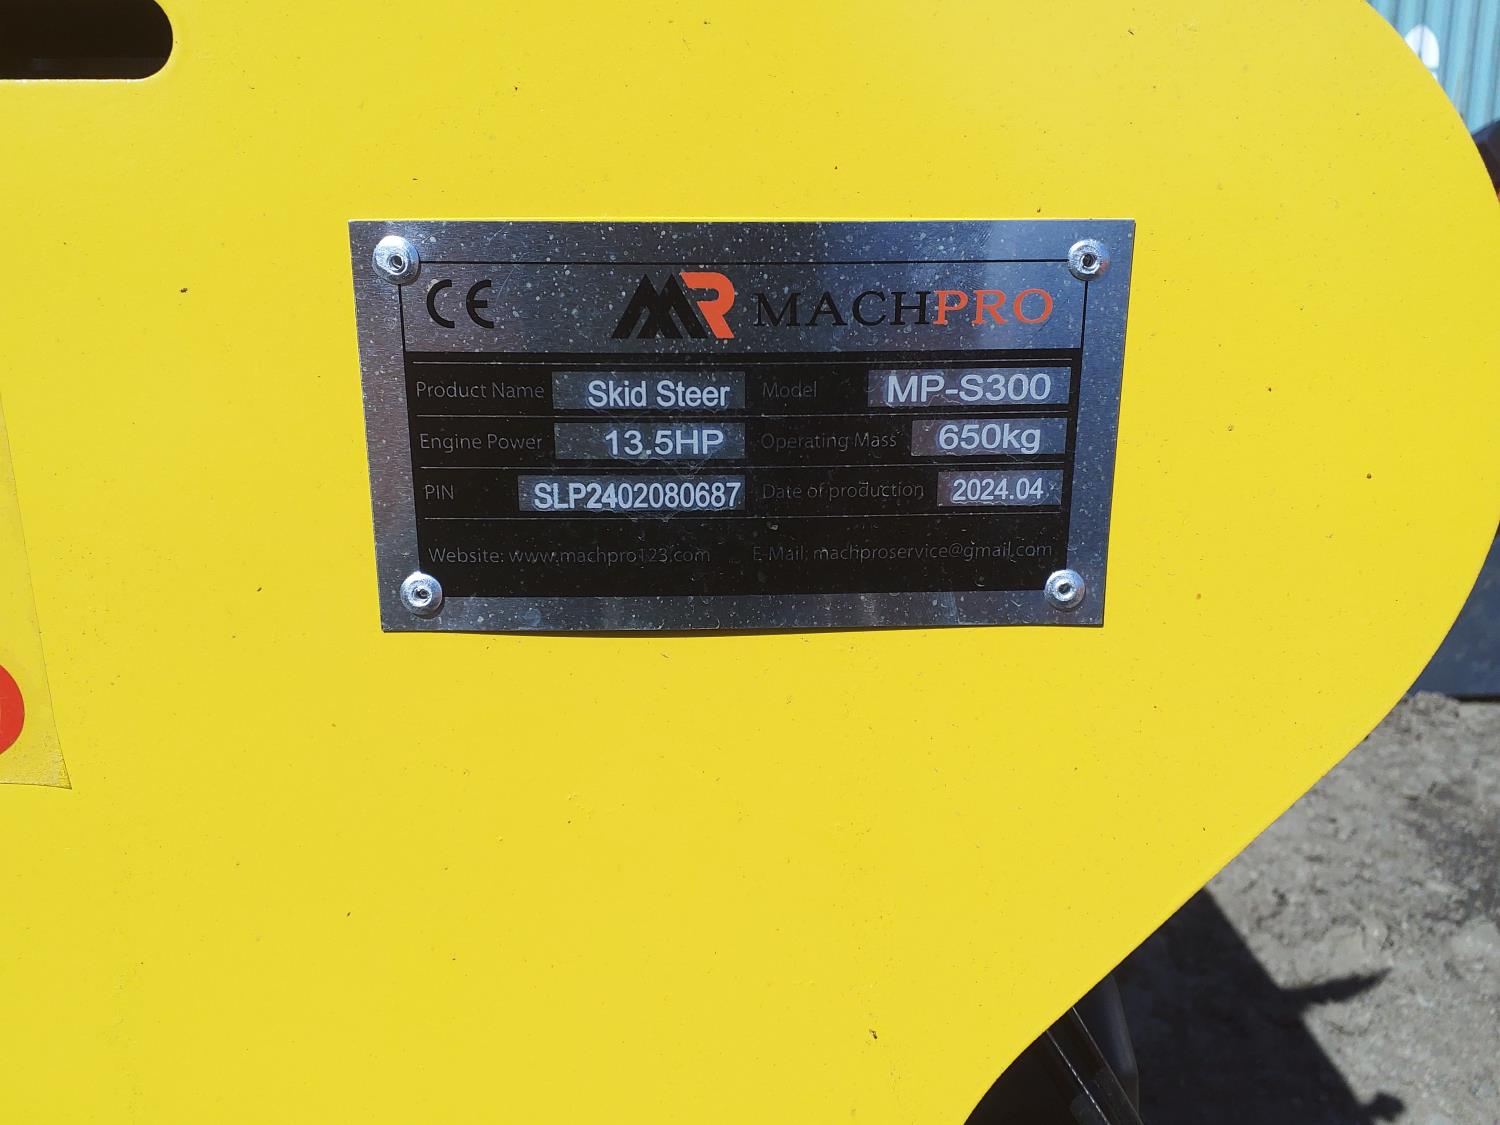 CE MR MACHPRO
Product Name Skid Steer Model MP-S300
Engine Power 13.5HP Operating Mass 650kg
PIN SLP2402080687 Date of production 2024.04
Website: www.machpro123.com E-Mail: machproservice@gmail.com